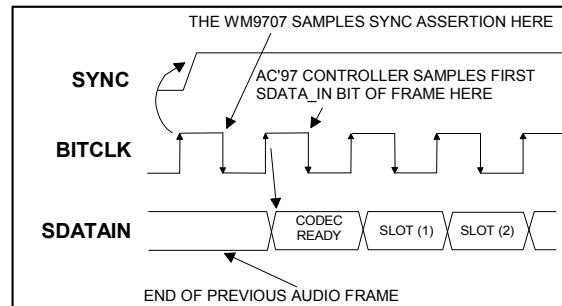 THE WM9707 SAMPLES SYNC ASSERTION HERE
SYNC
AC'97 CONTROLLER SAMPLES FIRST
SDATA_IN BIT OF FRAME HERE
BITCLK
SDATAIN
CODEC
READY
SLOT (1)
SLOT (2)
END OF PREVIOUS AUDIO FRAME